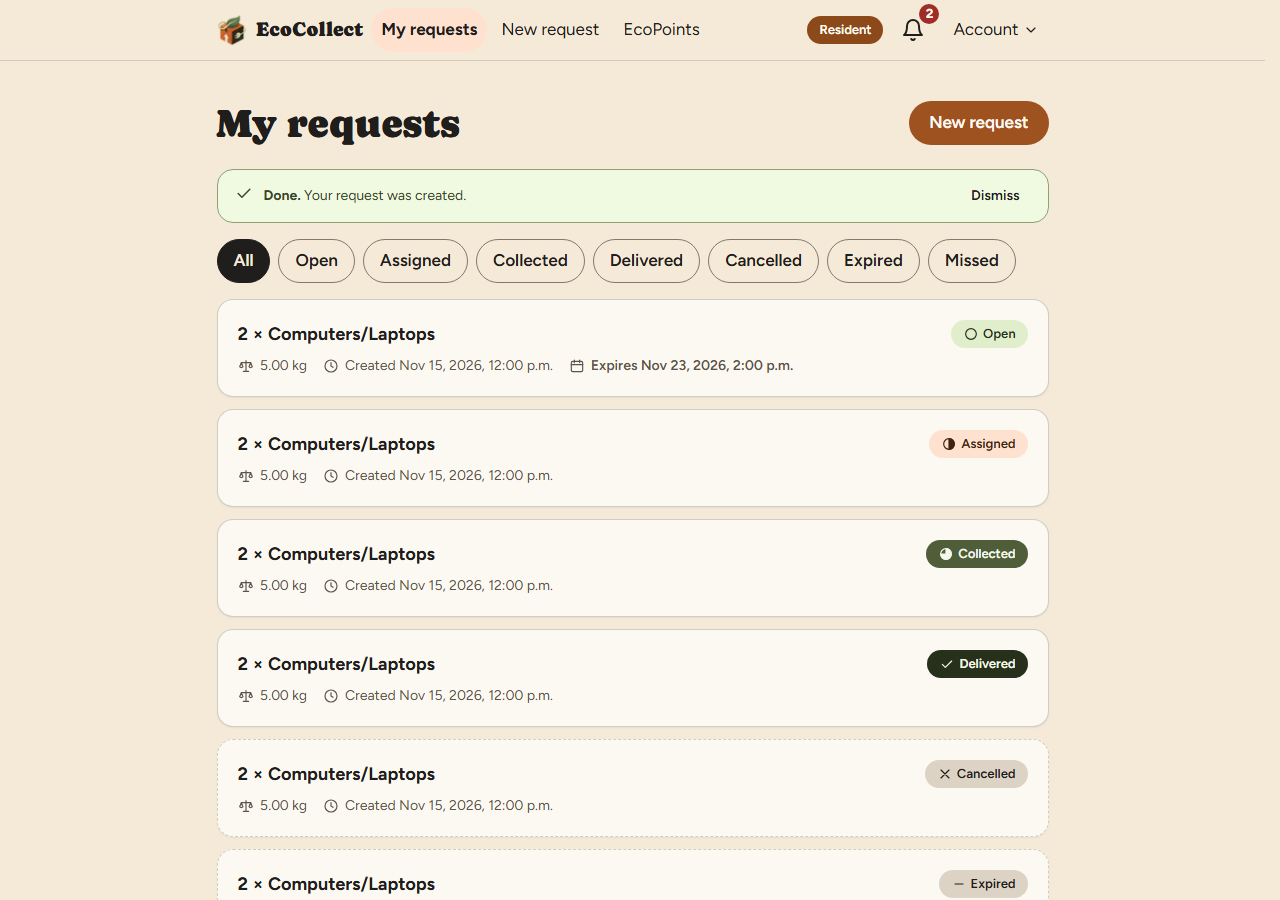 EcoCollect My requests New request EcoPoints Resident 2 Account
My requests New request
Done. Your request was created. Dismiss
All Open Assigned Collected Delivered Cancelled Expired Missed
2 × Computers/Laptops Open
5.00 kg Created Nov 15, 2026, 12:00 p.m. Expires Nov 23, 2026, 2:00 p.m.
2 × Computers/Laptops Assigned
5.00 kg Created Nov 15, 2026, 12:00 p.m.
2 × Computers/Laptops Collected
5.00 kg Created Nov 15, 2026, 12:00 p.m.
2 × Computers/Laptops Delivered
5.00 kg Created Nov 15, 2026, 12:00 p.m.
2 × Computers/Laptops Cancelled
5.00 kg Created Nov 15, 2026, 12:00 p.m.
2 × Computers/Laptops Expired